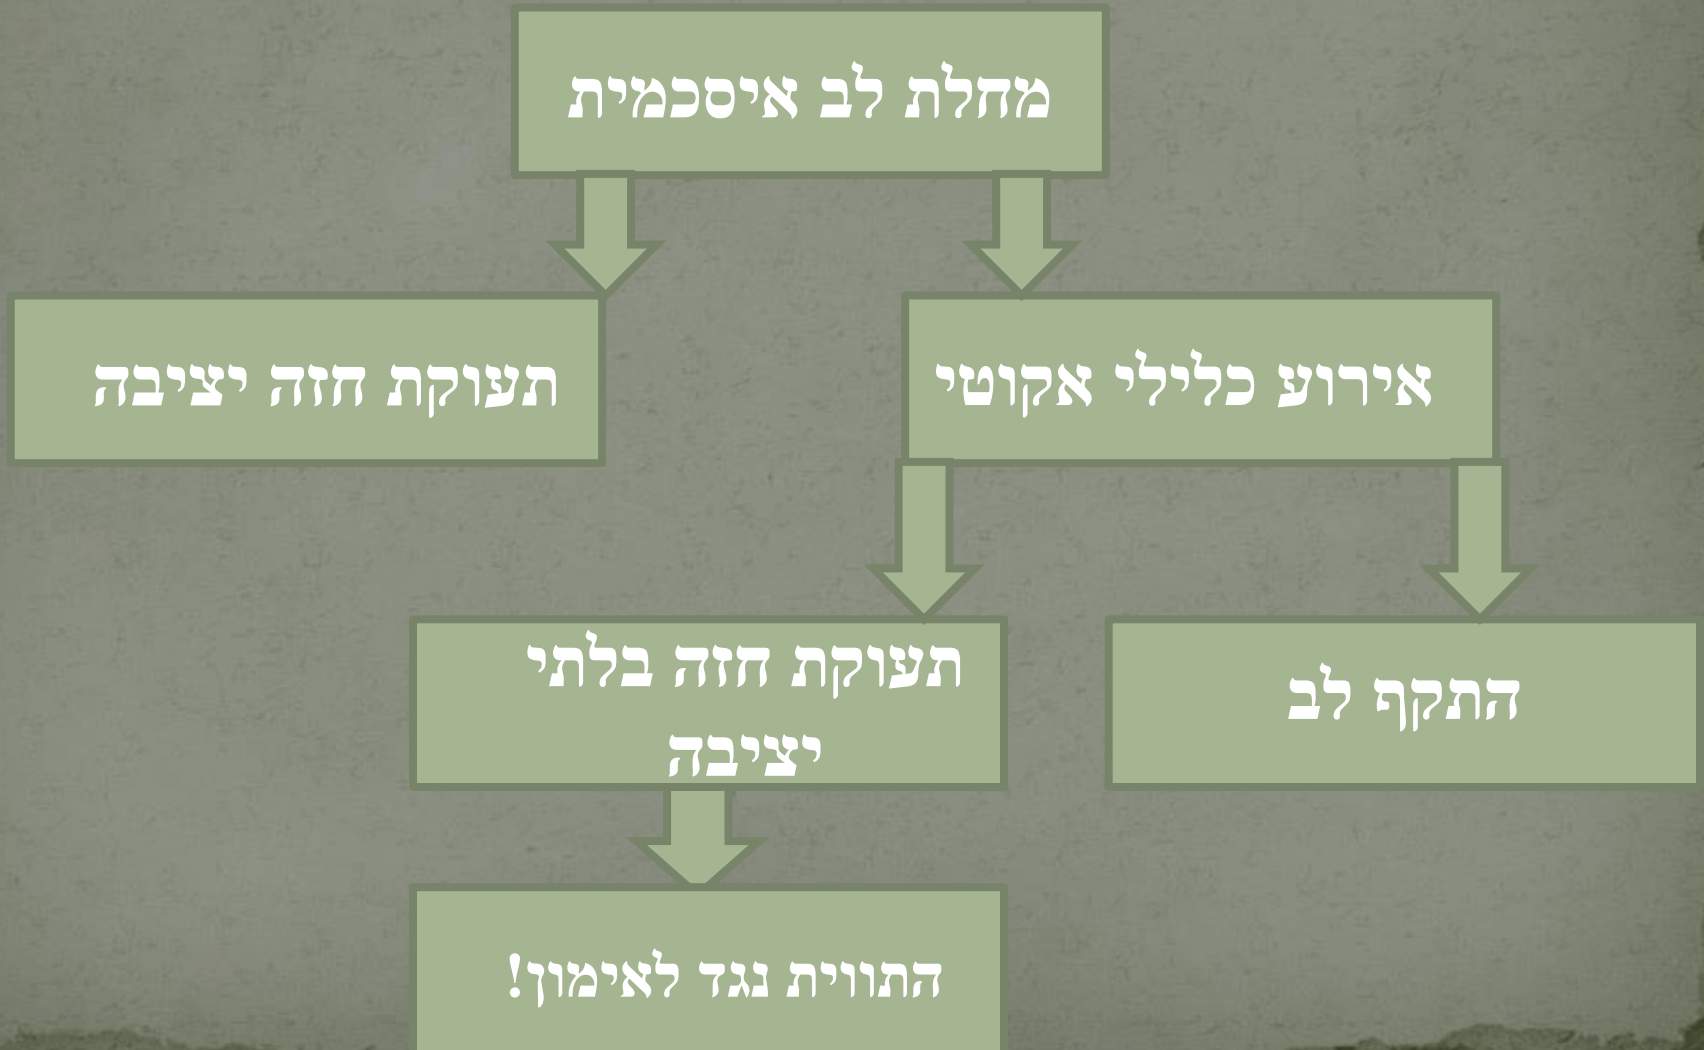 מחלת לב איסכמית
אירוע כלילי אקוטי
תעוקת חזה יציבה
התקף לב
תעוקת חזה בלתי
יציבה
התווית נגד לאימון!